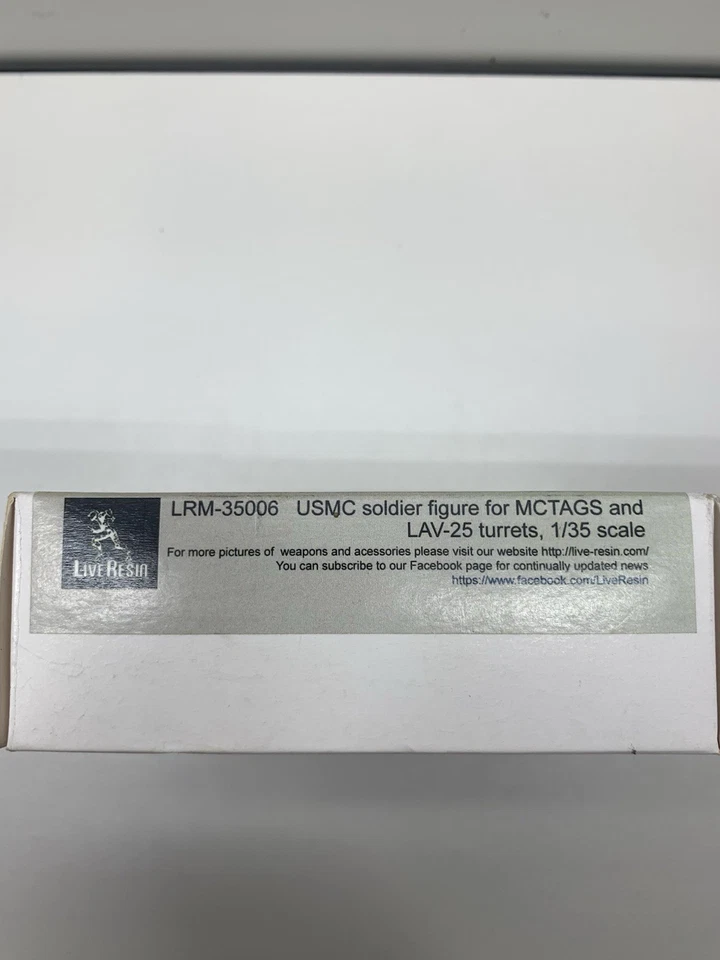 LIVE RESIN
LRM-35006 USMC soldier figure for MCTAGS and
LAV-25 turrets, 1/35 scale
For more pictures of weapons and acessories please visit our website http://live-resin.com/
You can subscribe to our Facebook page for continually updated news
https://www.facebook.com/LiveResin